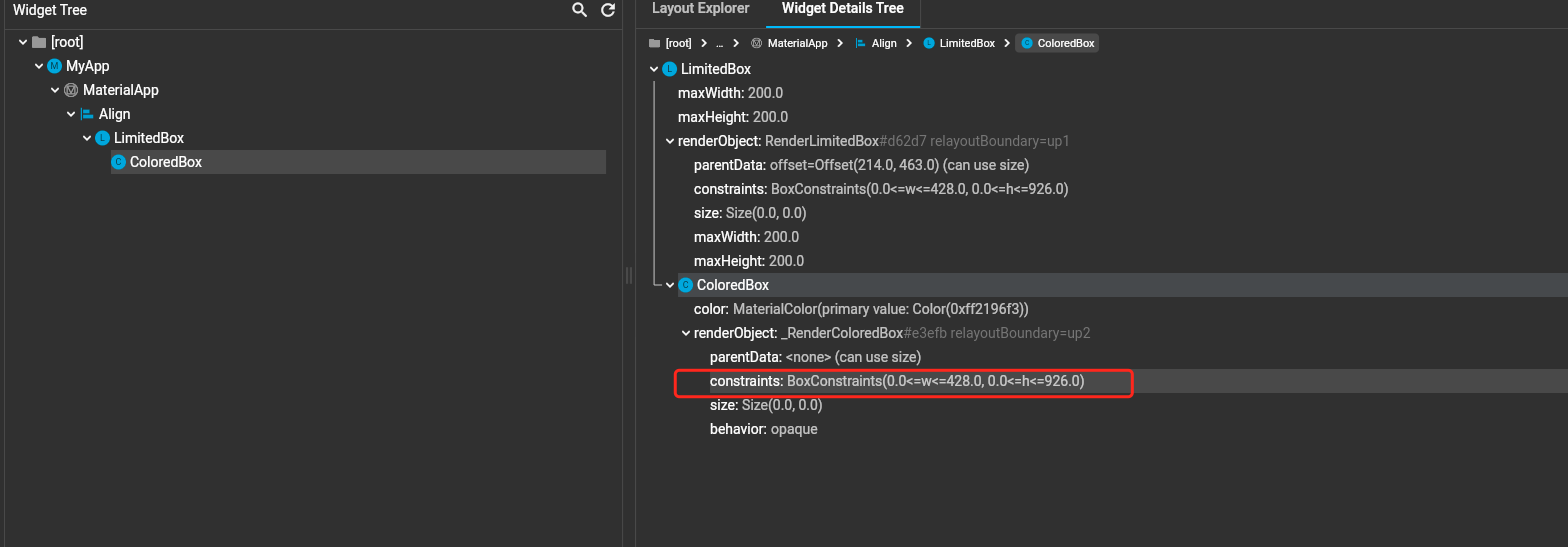 Widget Tree
[root]
M MyApp
MaterialApp
Align
L LimitedBox
C ColoredBox
Layout Explorer Widget Details Tree
[root] ... MaterialApp Align L LimitedBox C ColoredBox
L LimitedBox
maxWidth: 200.0
maxHeight: 200.0
renderObject: RenderLimitedBox#d62d7 relayoutBoundary=up1
parentData: offset=Offset(214.0, 463.0) (can use size)
constraints: BoxConstraints(0.0<=w<=428.0, 0.0<=h<=926.0)
size: Size(0.0, 0.0)
maxWidth: 200.0
maxHeight: 200.0
C ColoredBox
color: MaterialColor(primary value: Color(0xff2196f3))
renderObject: _RenderColoredBox#e3efb relayoutBoundary=up2
parentData: <none> (can use size)
constraints: BoxConstraints(0.0<=w<=428.0, 0.0<=h<=926.0)
size: Size(0.0, 0.0)
behavior: opaque